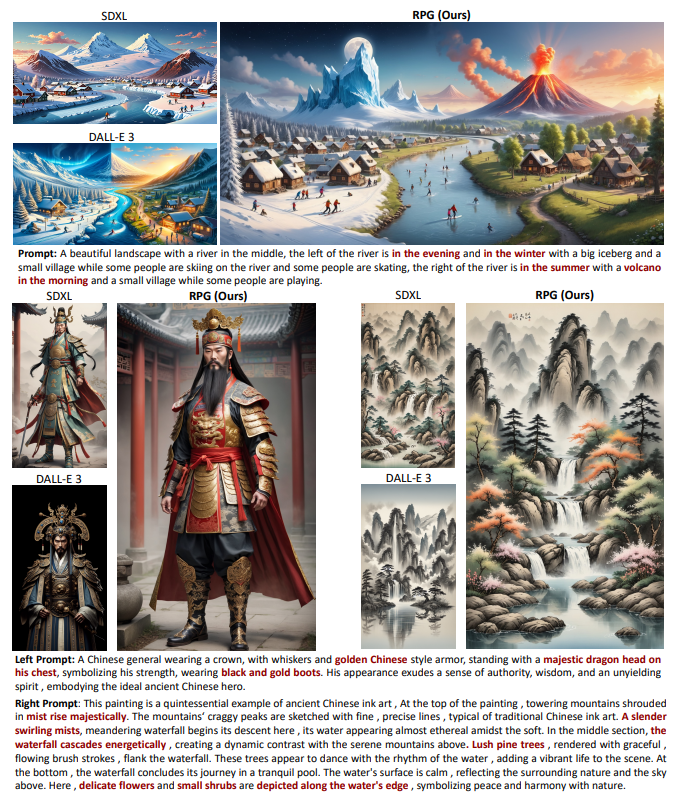 SDXL
RPG (Ours)
DALL-E 3
Prompt: A beautiful landscape with a river in the middle, the left of the river is in the evening and in the winter with a big iceberg and a
small village while some people are skiing on the river and some people are skating, the right of the river is in the summer with a volcano
in the morning and a small village while some people are playing.
SDXL
RPG (Ours)
SDXL
RPG (Ours)
DALL-E 3
DALL-E 3
Left Prompt: A Chinese general wearing a crown, with whiskers and golden Chinese style armor, standing with a majestic dragon head on
his chest, symbolizing his strength, wearing black and gold boots. His appearance exudes a sense of authority, wisdom, and an unyielding
spirit , embodying the ideal ancient Chinese hero.
Right Prompt: This painting is a quintessential example of ancient Chinese ink art , At the top of the painting , towering mountains shrouded
in mist rise majestically. The mountains' craggy peaks are sketched with fine , precise lines , typical of traditional Chinese ink art. A slender
swirling mists, meandering waterfall begins its descent here , its water appearing almost ethereal amidst the soft. In the middle section, the
the waterfall cascades energetically , creating a dynamic contrast with the serene mountains above. Lush pine trees , rendered with graceful ,
flowing brush strokes , flank the waterfall. These trees appear to dance with the rhythm of the water , adding a vibrant life to the scene. At
the bottom , the waterfall concludes its journey in a tranquil pool. The water's surface is calm , reflecting the surrounding nature and the sky
above. Here , delicate flowers and small shrubs are depicted along the water's edge , symbolizing peace and harmony with nature.